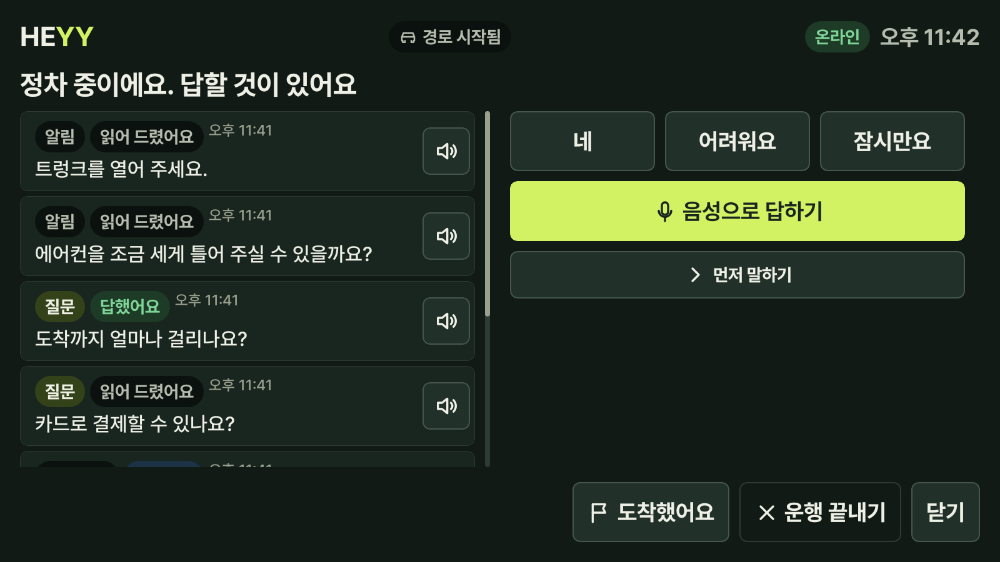 HEYY
경로 시작됨
온라인 오후 11:42
정차 중이에요. 답할 것이 있어요
알림 읽어 드렸어요 오후 11:41
트렁크를 열어 주세요.
알림 읽어 드렸어요 오후 11:41
에어컨을 조금 세게 틀어 주실 수 있을까요?
질문 답했어요 오후 11:41
도착까지 얼마나 걸리나요?
질문 읽어 드렸어요 오후 11:41
카드로 결제할 수 있나요?
네
어려워요
잠시만요
음성으로 답하기
먼저 말하기
도착했어요
운행 끝내기
닫기